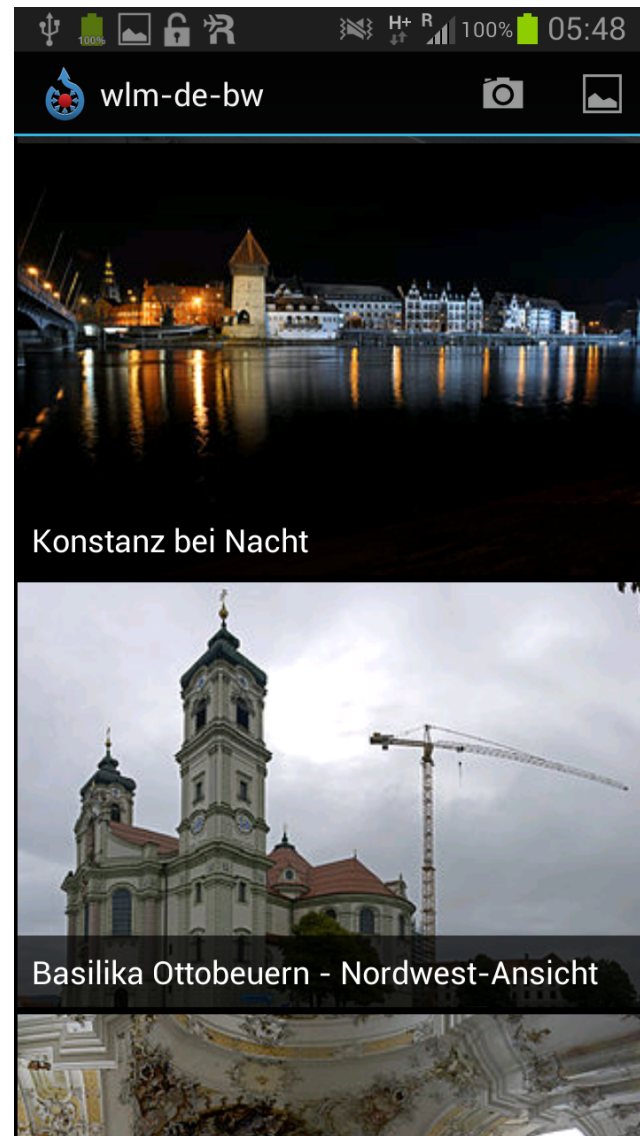 100%
H+
R
100%
05:48
wlm-de-bw
Konstanz bei Nacht
Basilika Ottobeuern - Nordwest-Ansicht